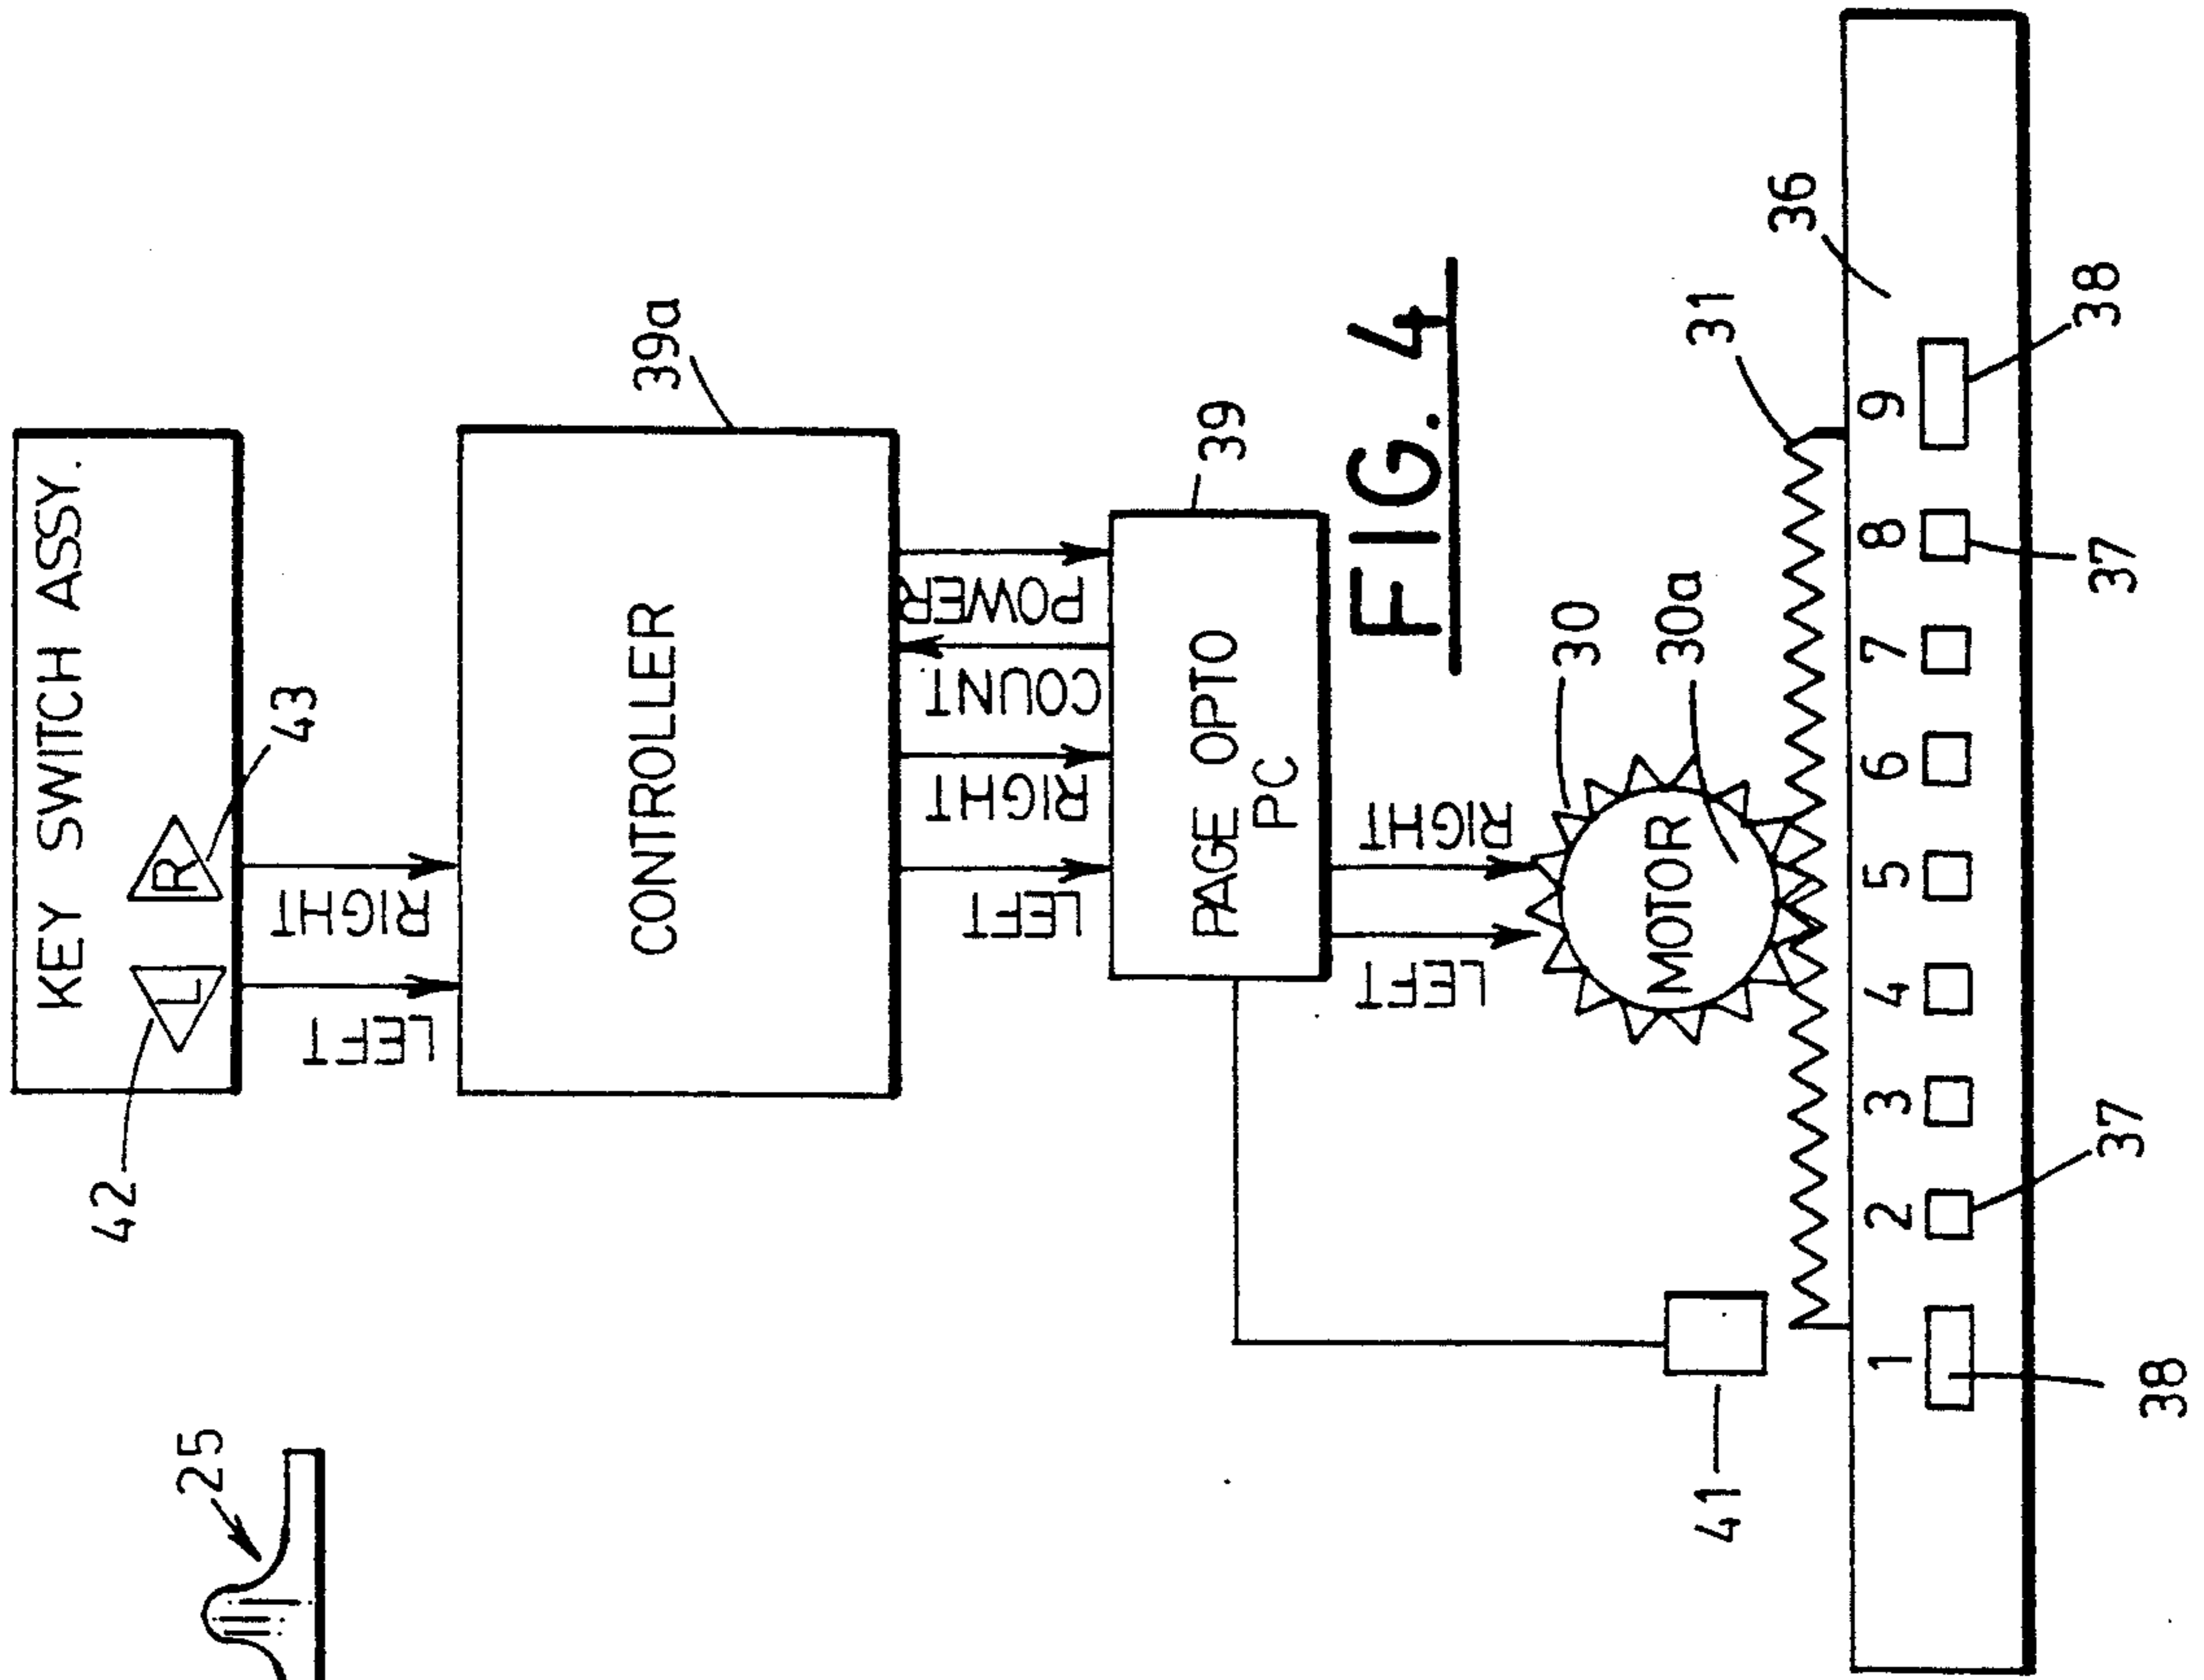 KEY SWITCH ASSY.
L
R
42
43
LEFT
RIGHT
CONTROLLER
39a
LEFT
RIGHT
COUNT
POWER
PAGE OPTO
PC
39
LEFT
RIGHT
FIG. 4
MOTOR
30
30a
31
36
41
25
1 2 3 4 5 6 7 8 9
38
37
37
38